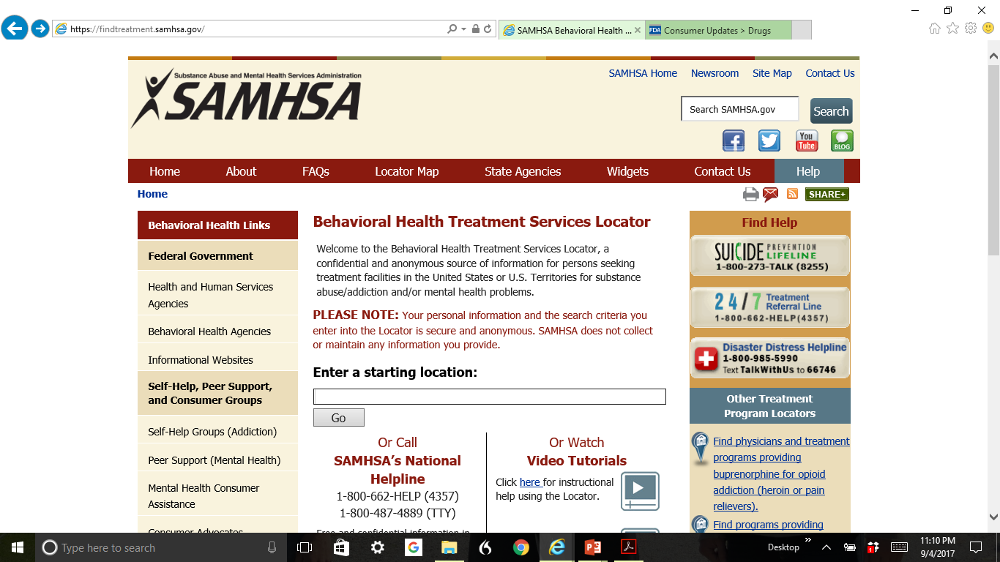 https://findtreatment.samhsa.gov/
SAMHSA Behavioral Health ...
FDA Consumer Updates > Drugs
Substance Abuse and Mental Health Services Administration
SAMHSA
SAMHSA Home Newsroom Site Map Contact Us
Search SAMHSA.gov
Search
You Tube
BLOG
Home About FAQs Locator Map State Agencies Widgets Contact Us Help
Home
SHARE+
Behavioral Health Links
Federal Government
Health and Human Services
Agencies
Behavioral Health Agencies
Informational Websites
Self-Help, Peer Support,
and Consumer Groups
Self-Help Groups (Addiction)
Peer Support (Mental Health)
Mental Health Consumer
Assistance
Consumer Advocates
Behavioral Health Treatment Services Locator
Welcome to the Behavioral Health Treatment Services Locator, a
confidential and anonymous source of information for persons seeking
treatment facilities in the United States or U.S. Territories for substance
abuse/addiction and/or mental health problems.
PLEASE NOTE: Your personal information and the search criteria you
enter into the Locator is secure and anonymous. SAMHSA does not collect
or maintain any information you provide.
Enter a starting location:
Go
Or Call
SAMHSA's National
Helpline
1-800-662-HELP (4357)
1-800-487-4889 (TTY)
Free and confidential information in
Or Watch
Video Tutorials
Click here for instructional
help using the Locator.
Find Help
SUICIDE PREVENTION
LIFELINE
1-800-273-TALK (8255)
24/7 Treatment
Referral Line
1-800-662-HELP(4357)
Disaster Distress Helpline
1-800-985-5990
Text TalkWithUs to 66746
Other Treatment
Program Locators
Find physicians and treatment
programs providing
buprenorphine for opioid
addiction (heroin or pain
relievers).
Find programs providing
Type here to search
Desktop
11:10 PM
9/4/2017